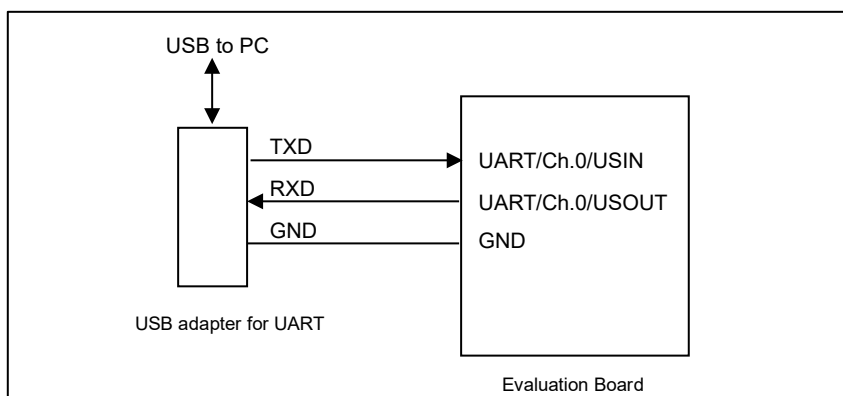 USB to PC
TXD
UART/Ch.0/USIN
RXD
UART/Ch.0/USOUT
GND
GND
USB adapter for UART
Evaluation Board